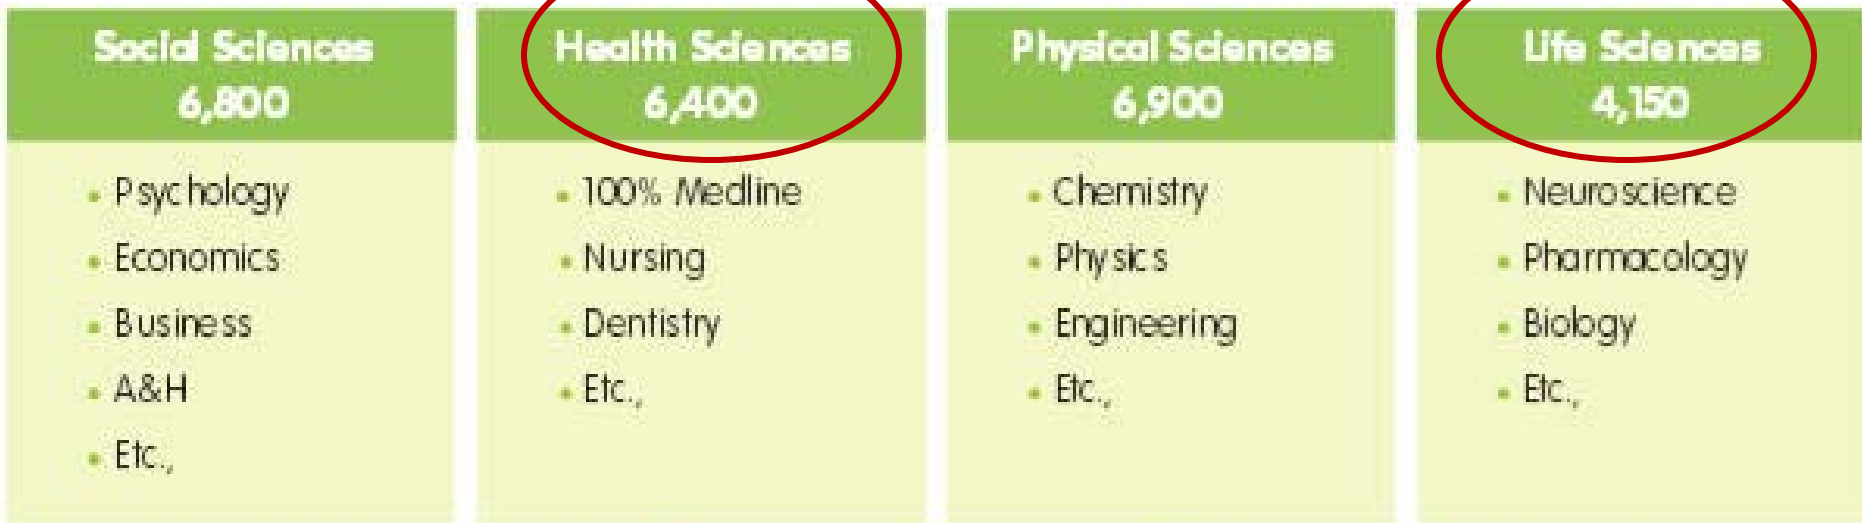 Social Sciences
6,800
• Psychology
• Economics
• Business
• A&H
• Etc.,
Health Sciences
6,400
• 100% Medline
• Nursing
• Dentistry
• Etc.,
Physical Sciences
6,900
• Chemistry
• Physics
• Engineering
• Etc.,
Life Sciences
4,150
• Neuroscience
• Pharmacology
• Biology
• Etc.,